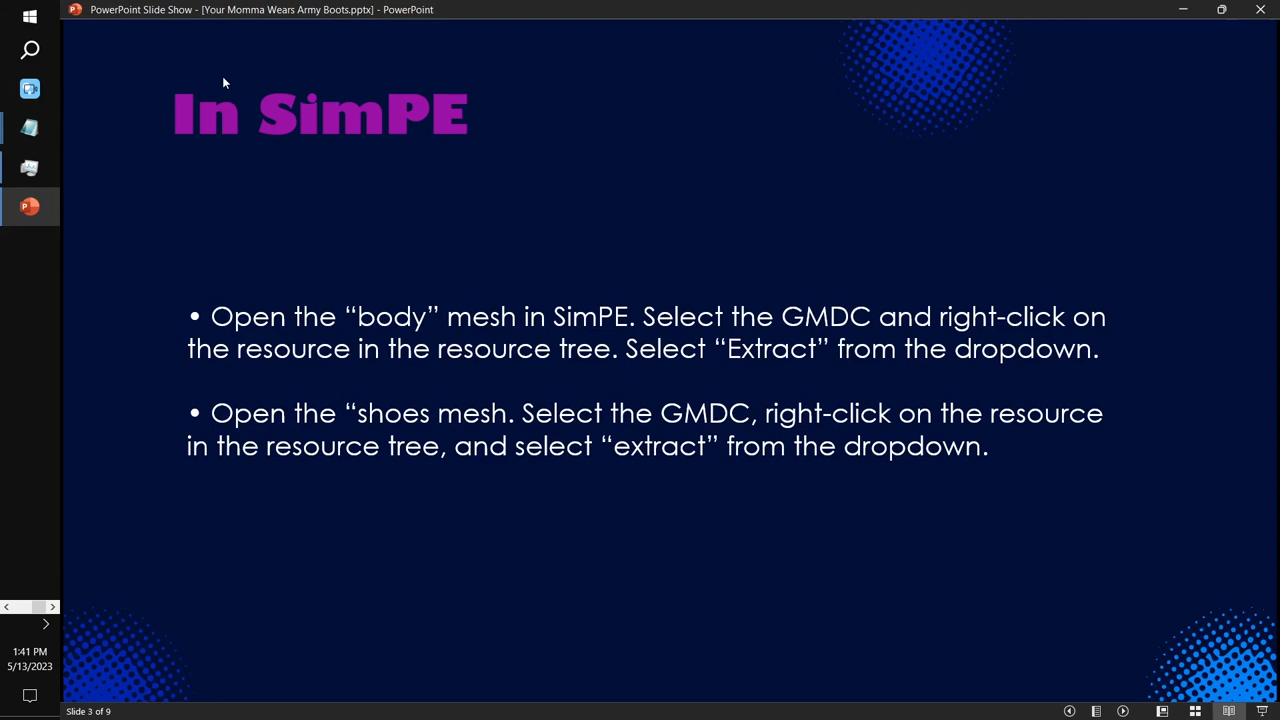 PowerPoint Slide Show - [Your Momma Wears Army Boots.pptx] - PowerPoint
In SimPE
• Open the “body” mesh in SimPE. Select the GMDC and right-click on
the resource in the resource tree. Select “Extract” from the dropdown.
• Open the “shoes mesh. Select the GMDC, right-click on the resource
in the resource tree, and select “extract” from the dropdown.
1:41 PM
5/13/2023
Slide 3 of 9